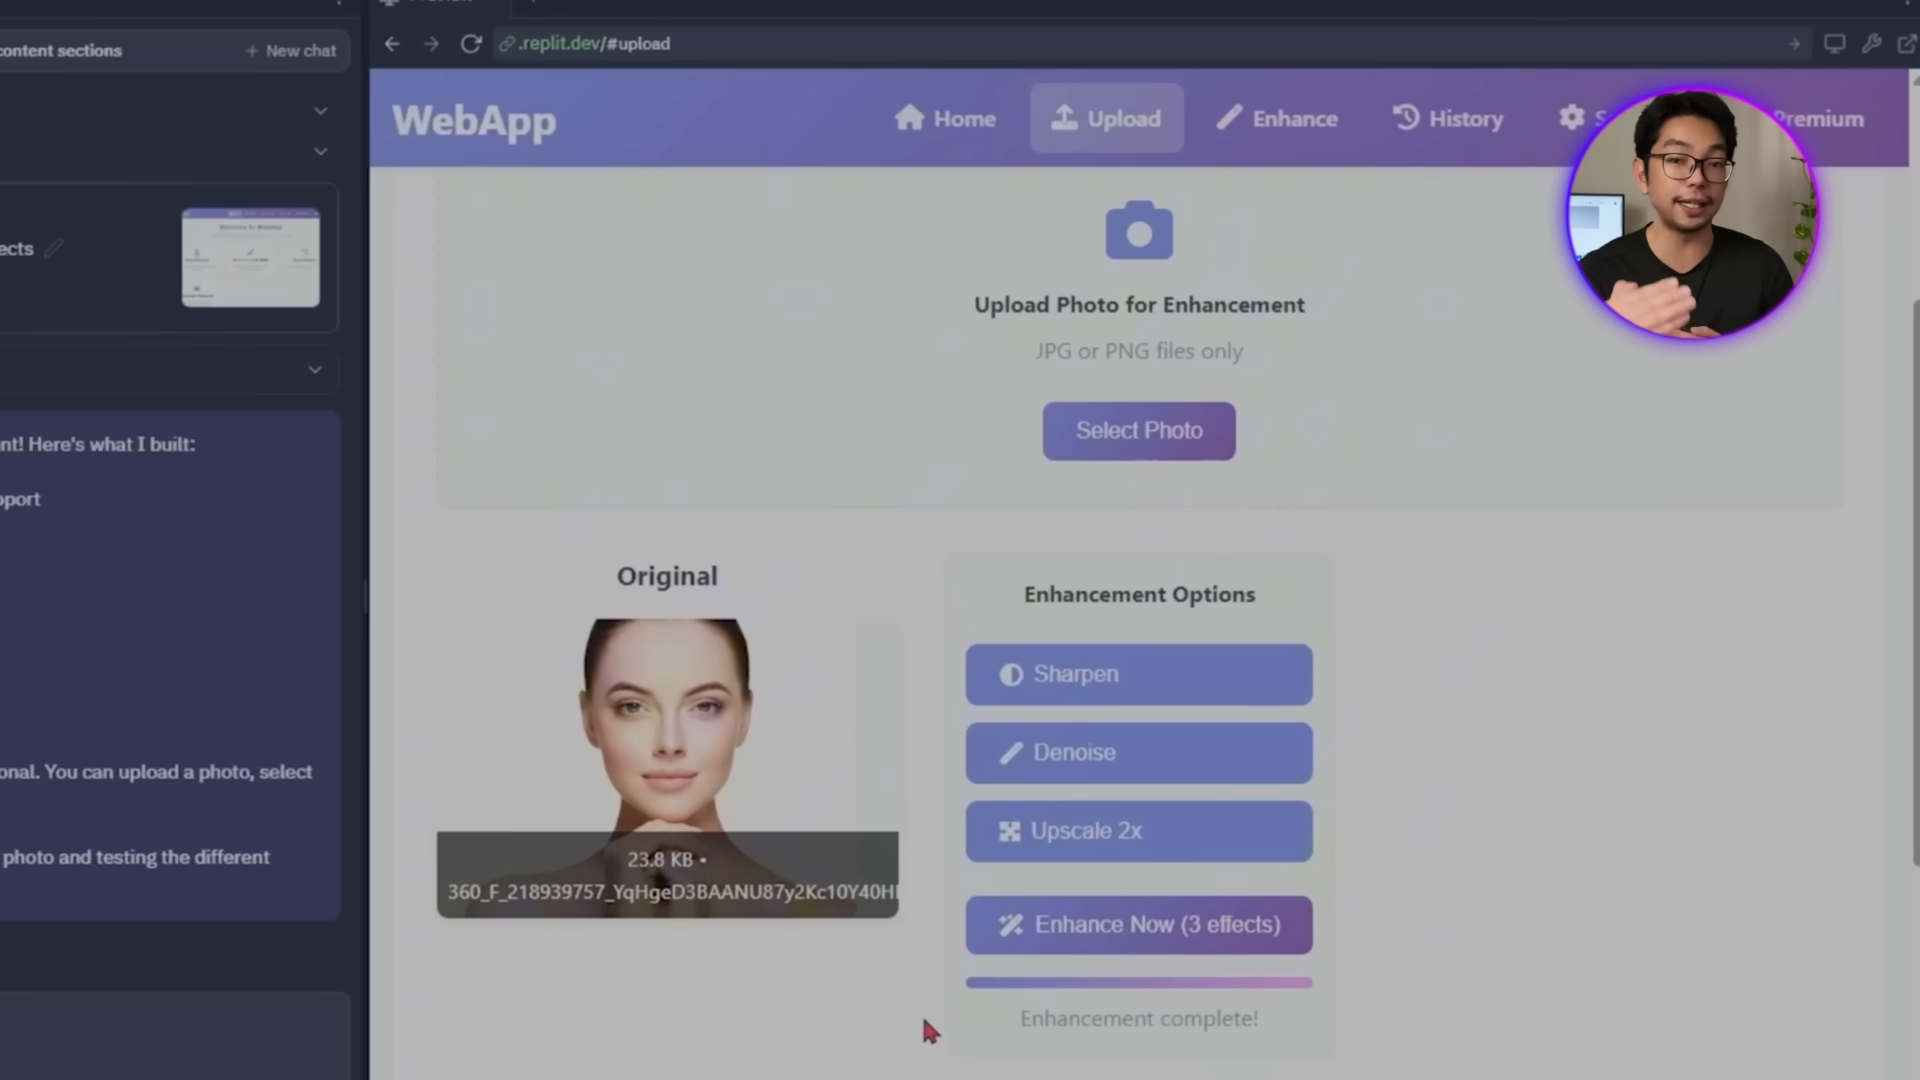 content sections
+ New chat
.replit.dev/#upload
WebApp
Home
Upload
Enhance
History
Premium
ects
Upload Photo for Enhancement
JPG or PNG files only
Select Photo
nt! Here's what I built:
pport
onal. You can upload a photo, select
photo and testing the different
Original
23.8 KB •
360_F_218939757_YqHgeD3BAANU87y2Kc10Y40H
Enhancement Options
Sharpen
Denoise
Upscale 2x
Enhance Now (3 effects)
Enhancement complete!